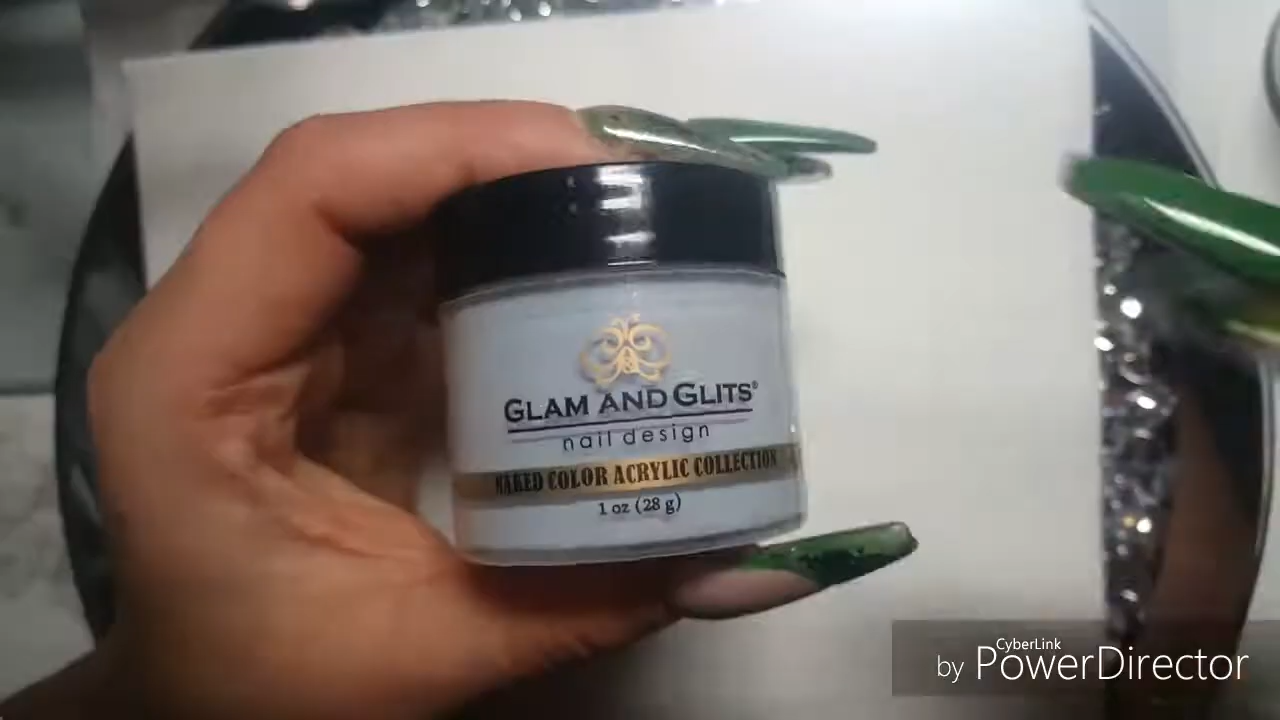 GLAM AND GLITS®
nail design
NAKED COLOR ACRYLIC COLLECTION
1 oz (28 g)
CyberLink
by PowerDirector